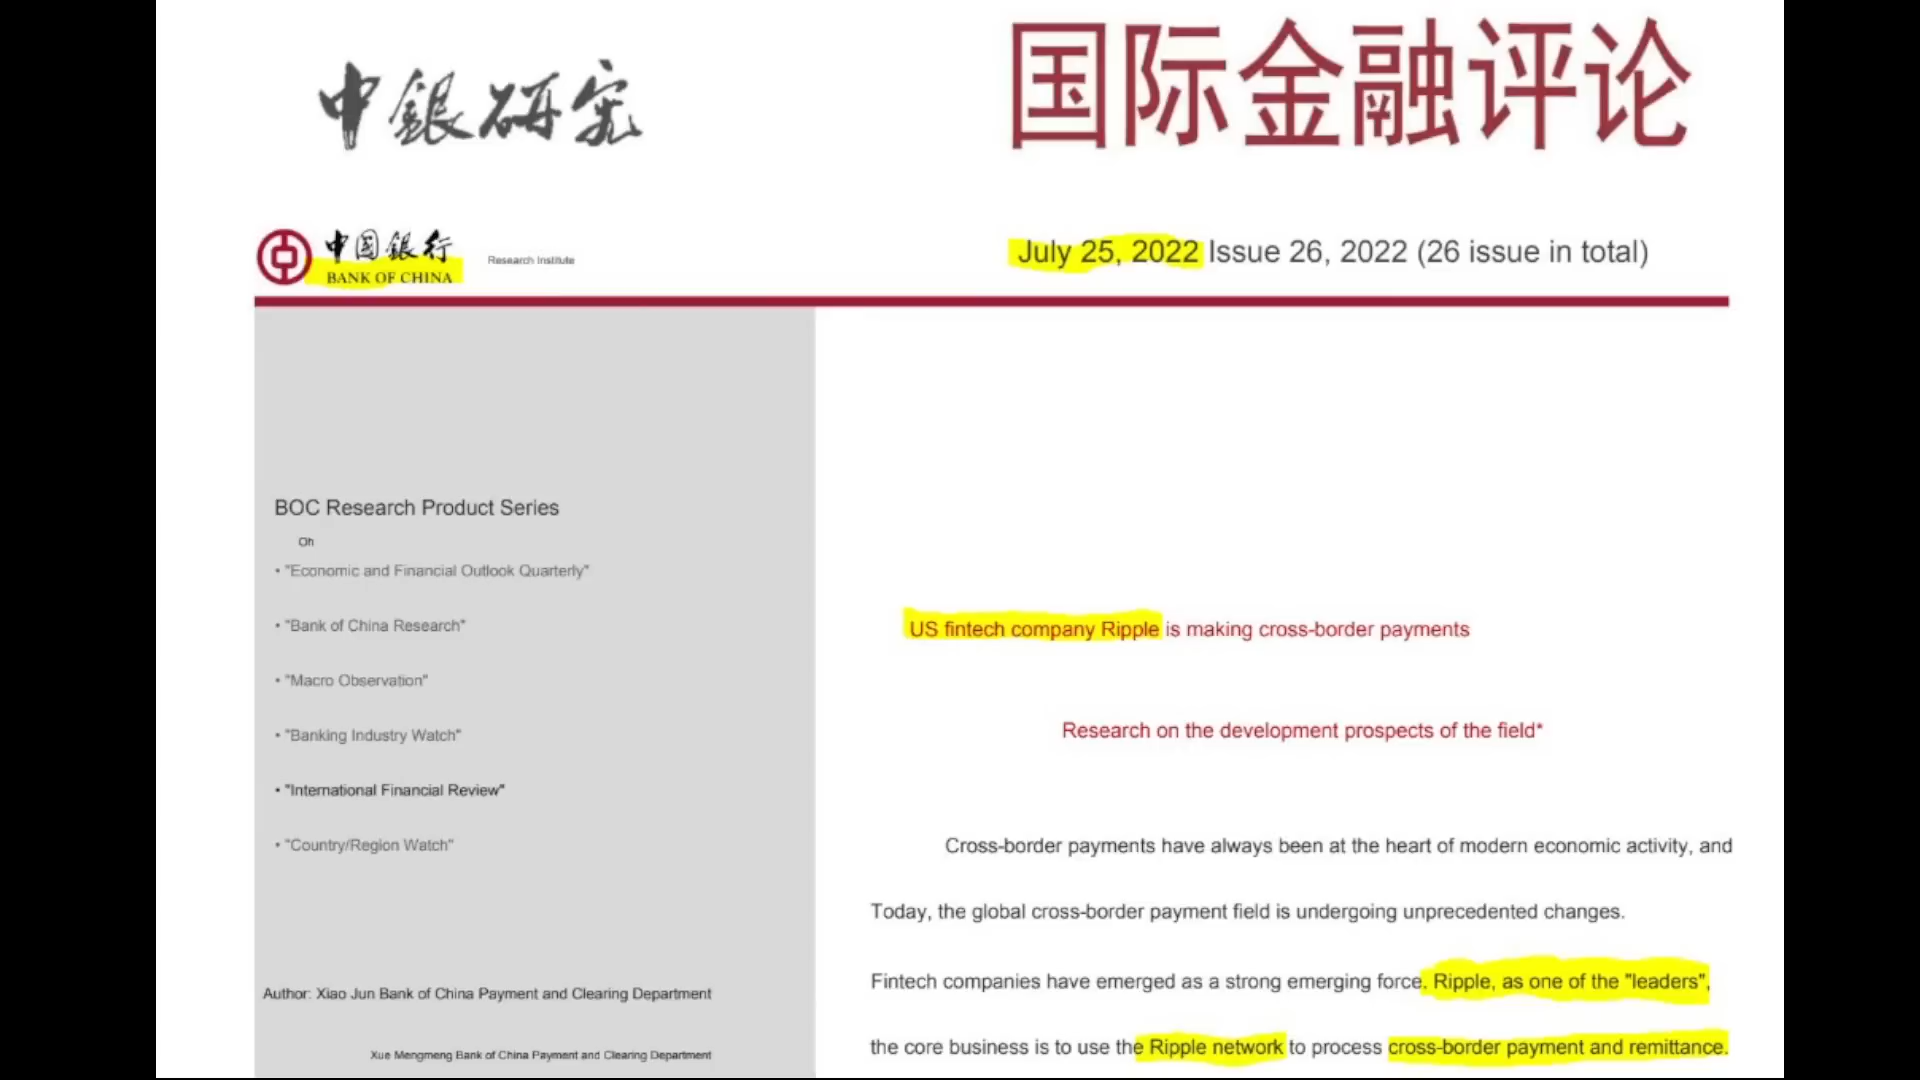 中銀研究
国际金融评论
中国銀行
BANK OF CHINA
Research Institute
July 25, 2022 Issue 26, 2022 (26 issue in total)
BOC Research Product Series
Oh
• "Economic and Financial Outlook Quarterly"
• "Bank of China Research"
• "Macro Observation"
• "Banking Industry Watch"
• "International Financial Review"
• "Country/Region Watch"
Author: Xiao Jun Bank of China Payment and Clearing Department
Xue Mengmeng Bank of China Payment and Clearing Department
US fintech company Ripple is making cross-border payments
Research on the development prospects of the field*
Cross-border payments have always been at the heart of modern economic activity, and
Today, the global cross-border payment field is undergoing unprecedented changes.
Fintech companies have emerged as a strong emerging force. Ripple, as one of the "leaders",
the core business is to use the Ripple network to process cross-border payment and remittance.